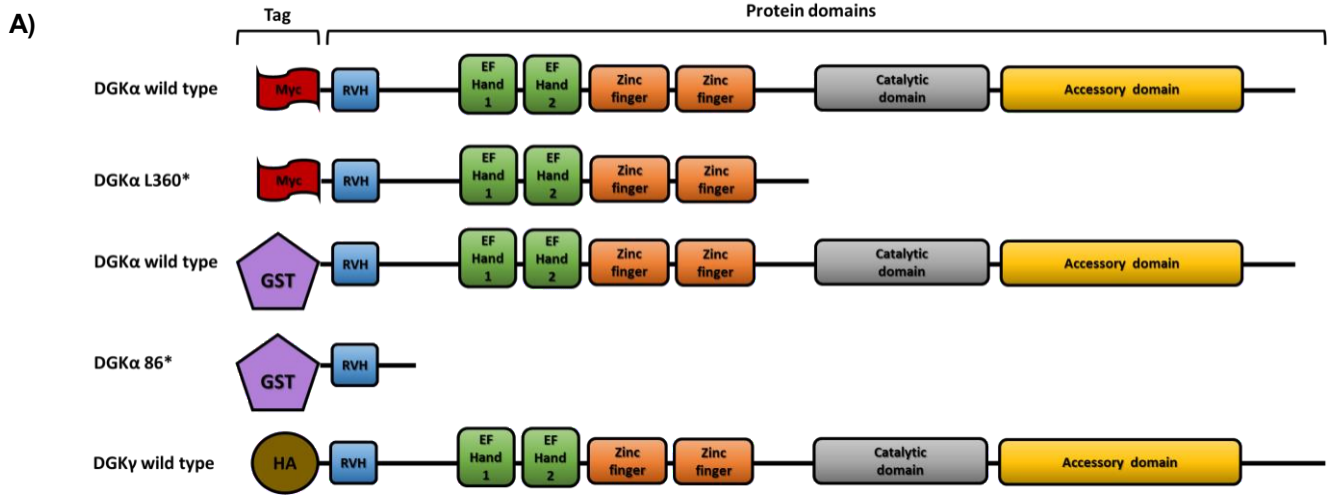 A)
Tag
Protein domains
DGKα wild type
Myc
RVH
EF
Hand
1
EF
Hand
2
Zinc
finger
Zinc
finger
Catalytic
domain
Accessory domain
DGKα L360*
Myc
RVH
EF
Hand
1
EF
Hand
2
Zinc
finger
Zinc
finger
DGKα wild type
GST
RVH
EF
Hand
1
EF
Hand
2
Zinc
finger
Zinc
finger
Catalytic
domain
Accessory domain
DGKα 86*
GST
RVH
DGKγ wild type
HA
RVH
EF
Hand
1
EF
Hand
2
Zinc
finger
Zinc
finger
Catalytic
domain
Accessory domain